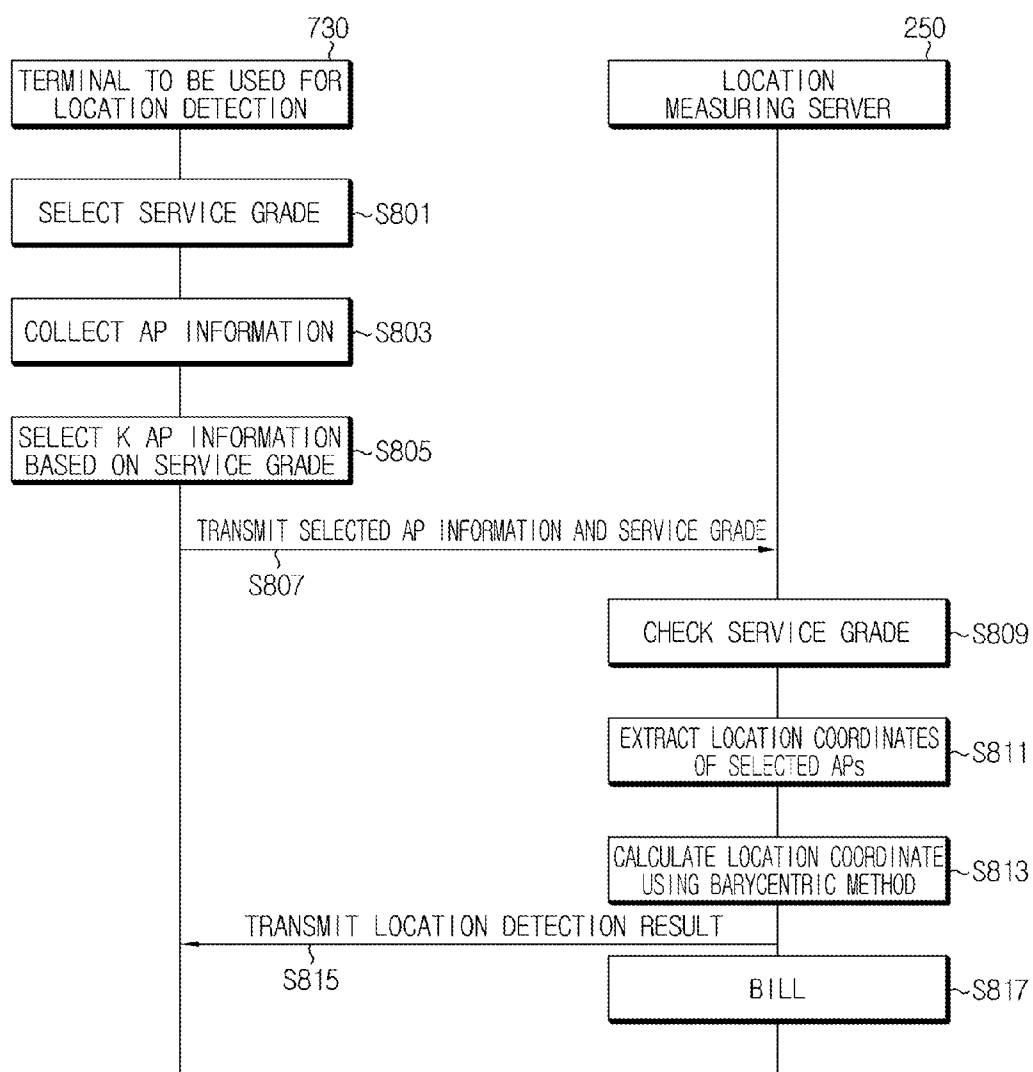 730
250
TERMINAL TO BE USED FOR
LOCATION DETECTION
LOCATION
MEASURING SERVER
SELECT SERVICE GRADE
S801
COLLECT AP INFORMATION
S803
SELECT K AP INFORMATION
BASED ON SERVICE GRADE
S805
TRANSMIT SELECTED AP INFORMATION AND SERVICE GRADE
S807
CHECK SERVICE GRADE
S809
EXTRACT LOCATION COORDINATES
OF SELECTED APs
S811
CALCULATE LOCATION COORDINATE
USING BARYCENTRIC METHOD
S813
TRANSMIT LOCATION DETECTION RESULT
S815
BILL
S817